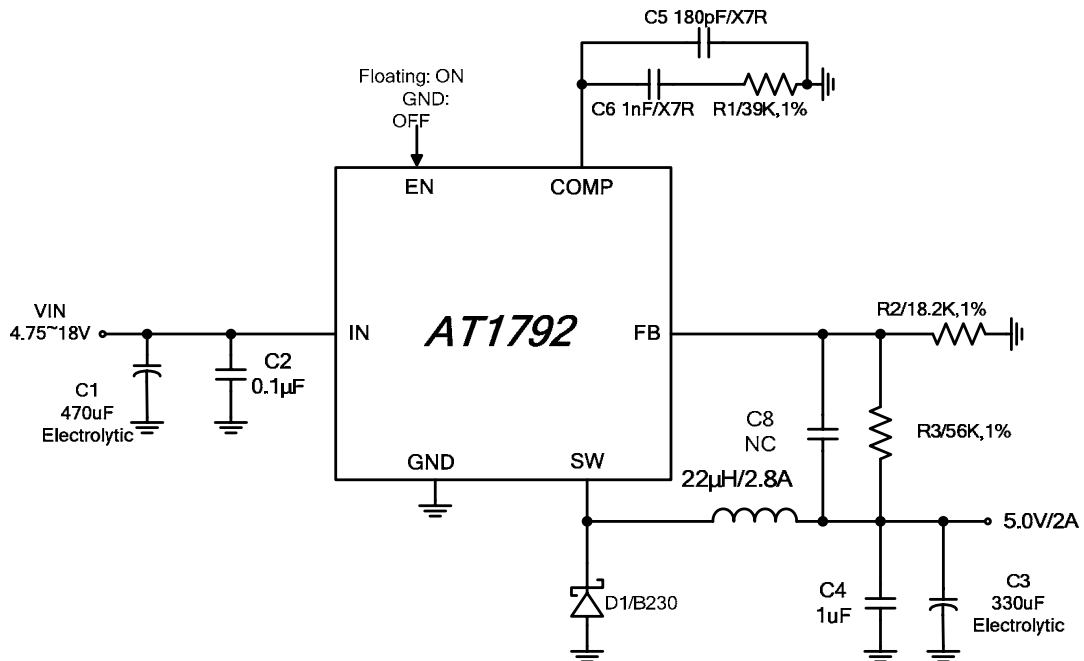 C5 180pF/X7R
Floating: ON
GND:
OFF
C6 1nF/X7R
R1/39K,1%
EN
COMP
VIN
4.75~18V
IN
AT1792
FB
R2/18.2K,1%
C1
470uF
Electrolytic
C2
0.1µF
C8
NC
R3/56K,1%
GND
SW
22µH/2.8A
5.0V/2A
D1/B230
C4
1uF
C3
330uF
Electrolytic